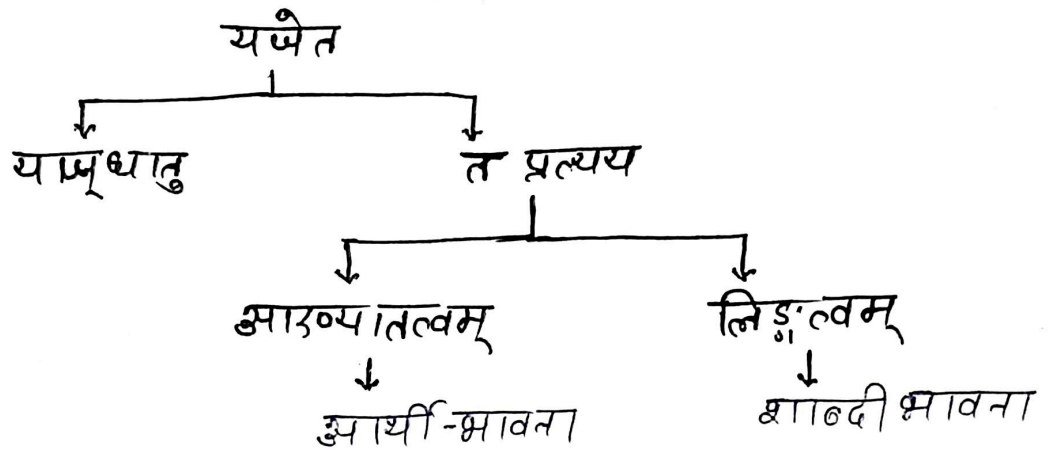 यजेत
यज् धातु
त प्रत्यय
आख्यातत्वम्
लिङ्त्वम्
आर्थी-भावना
शाब्दी भावना